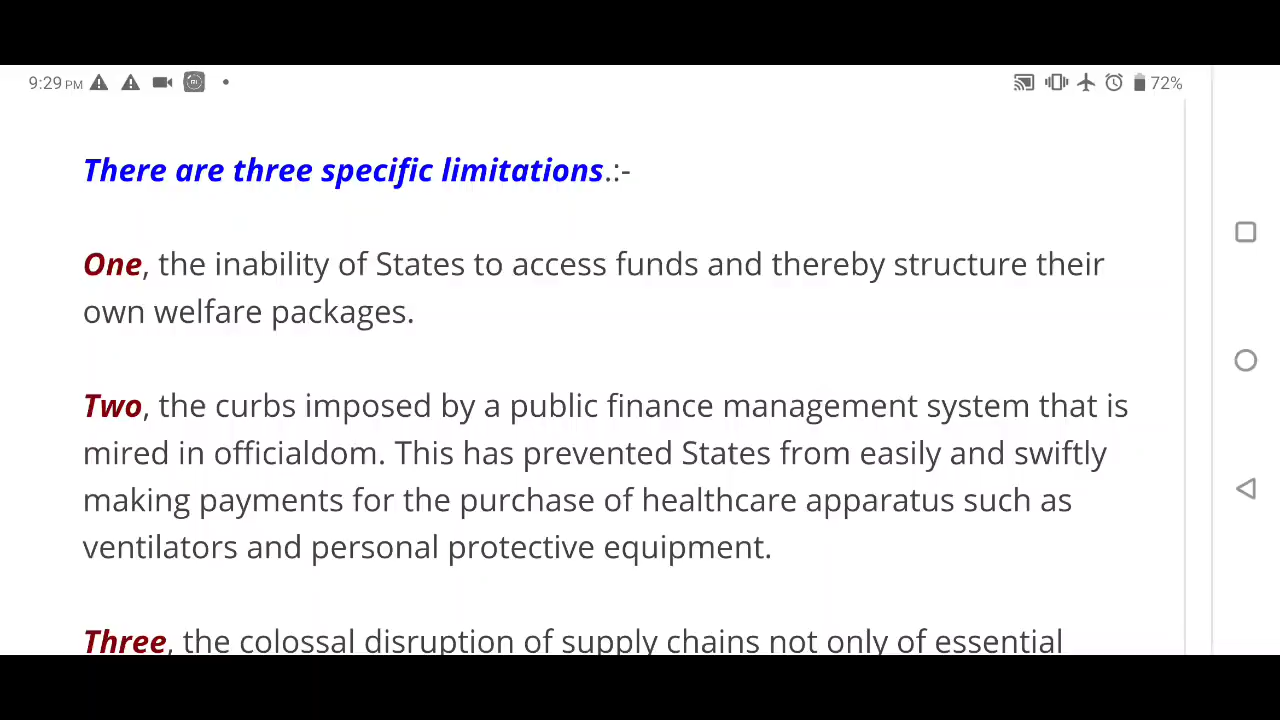 9:29 PM 72%
There are three specific limitations.:-
One, the inability of States to access funds and thereby structure their
own welfare packages.
Two, the curbs imposed by a public finance management system that is
mired in officialdom. This has prevented States from easily and swiftly
making payments for the purchase of healthcare apparatus such as
ventilators and personal protective equipment.
Three, the colossal disruption of supply chains not only of essential